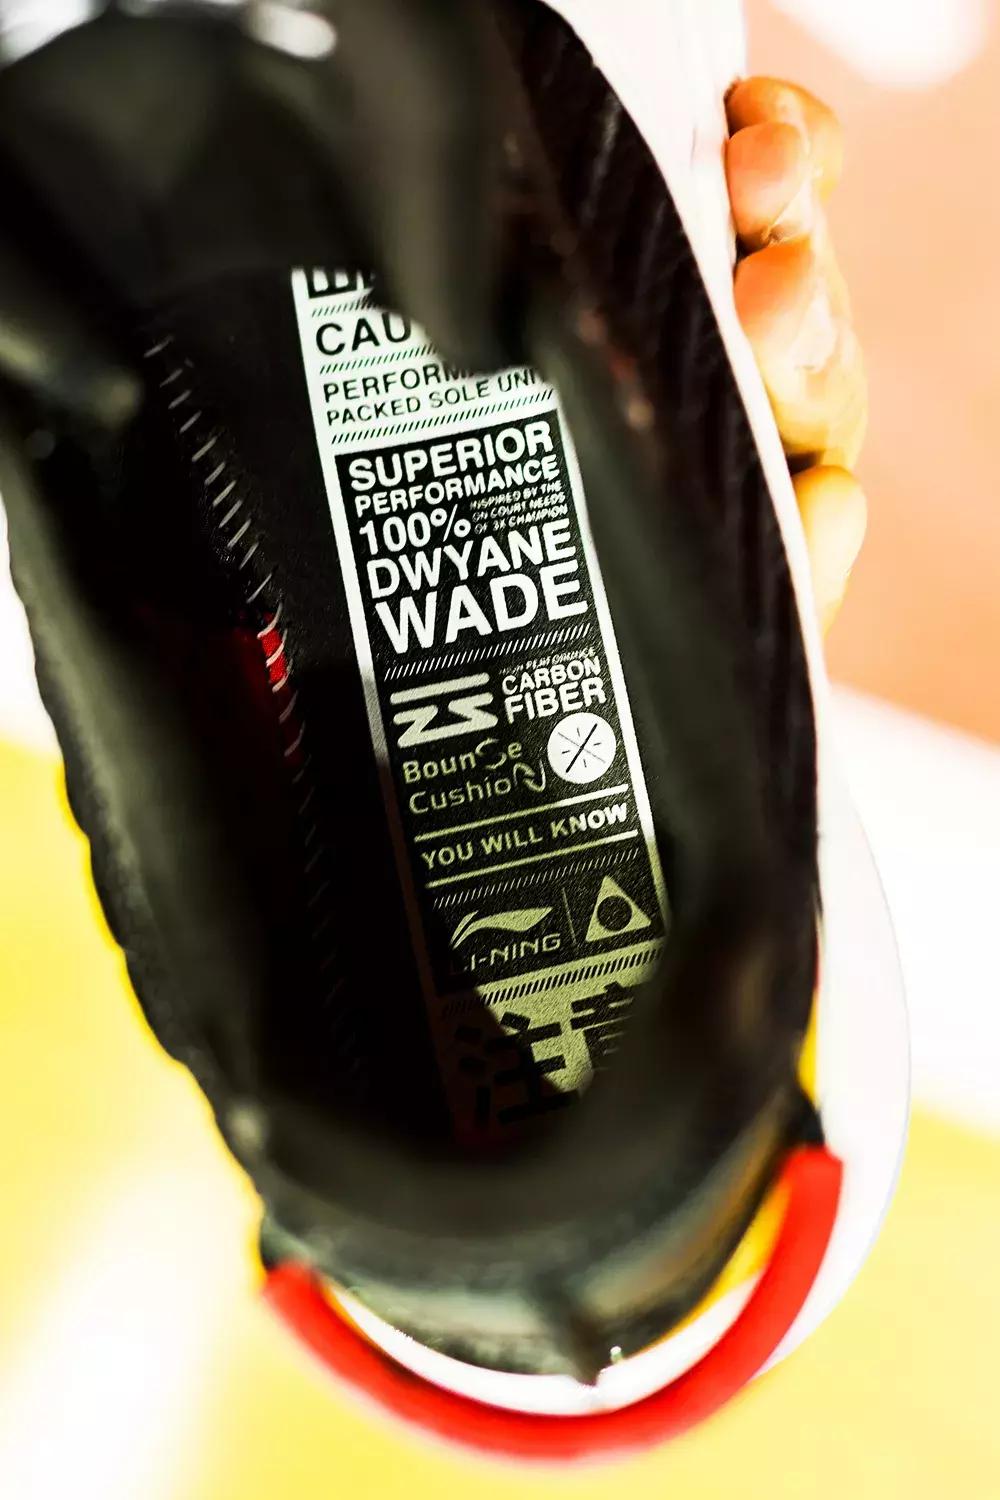 CAU
PERFORM
PACKED SOLE UNI
SUPERIOR
PERFORMANCE
100%
INSPIRED BY THE
ON COURT NEEDS
OF 3X CHAMPION
DWYANE
WADE
HIGH PERFORMANCE
CARBON
FIBER
BounSe
CushioN
YOU WILL KNOW
LI-NING
注意